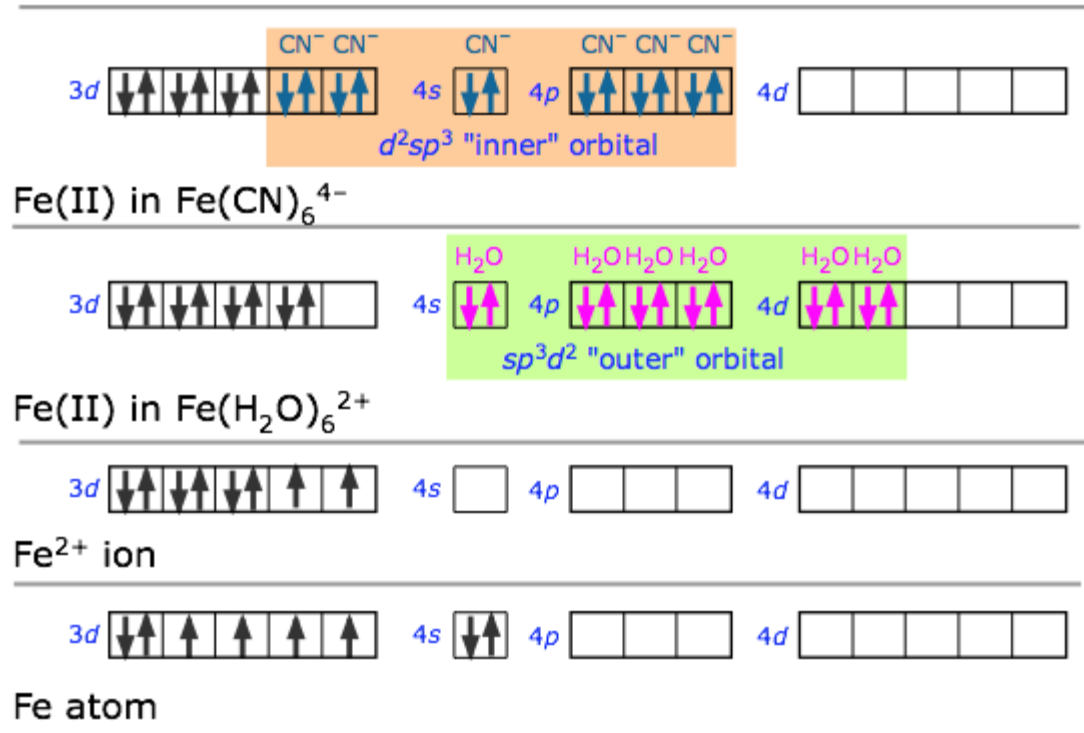 CN⁻ CN⁻ CN⁻ CN⁻ CN⁻ CN⁻
3d 4s 4p 4d
d²sp³ "inner" orbital
Fe(II) in Fe(CN)₆⁴⁻
H₂O H₂O H₂O H₂O H₂O H₂O
3d 4s 4p 4d
sp³d² "outer" orbital
Fe(II) in Fe(H₂O)₆²⁺
3d 4s 4p 4d
Fe²⁺ ion
3d 4s 4p 4d
Fe atom